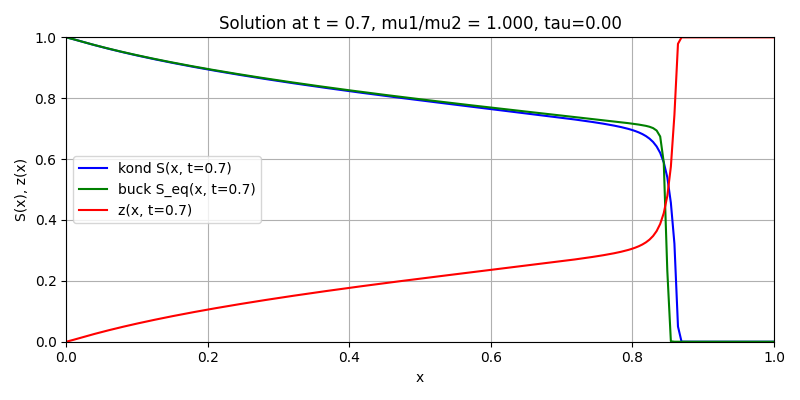 Solution at t = 0.7, mu1/mu2 = 1.000, tau=0.00
S(x), z(x)
1.0
0.8
0.6
0.4
0.2
0.0
kond S(x, t=0.7)
buck S_eq(x, t=0.7)
z(x, t=0.7)
0.0 0.2 0.4 0.6 0.8 1.0
x